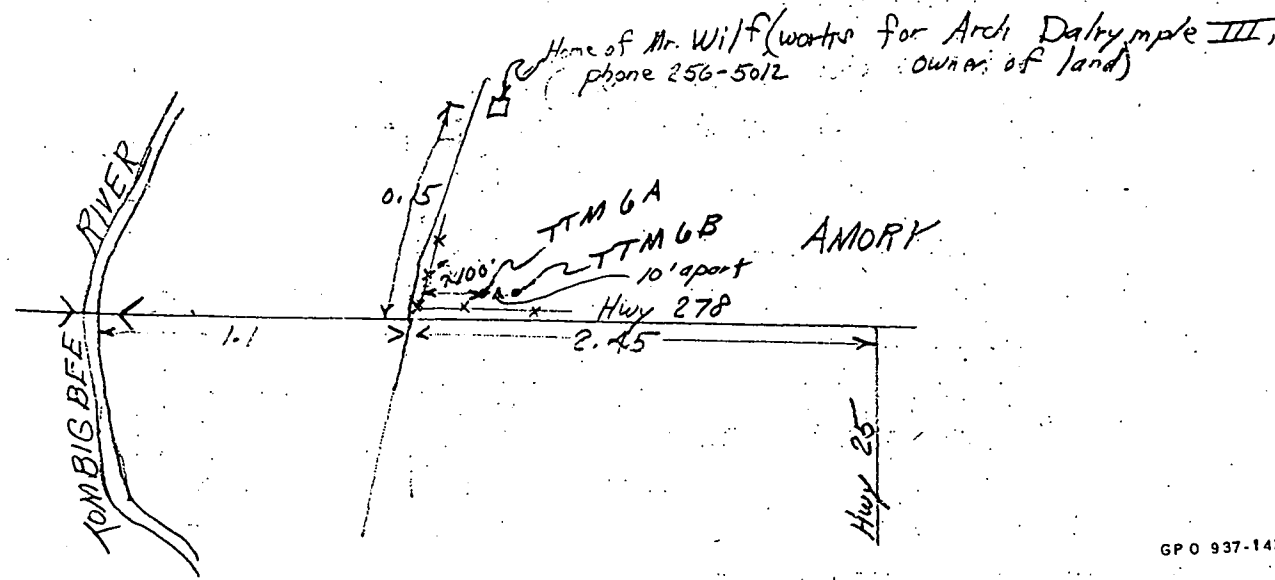 Home of Mr. Wilf (works for Arch Dalrymple III,
phone 256-5012 owner of land)
RIVER
0.15
TTM 6A
TTM 6B
AMORY
≈100'
10' apart
Hwy 278
1.1
2.45
TOMBIGBEE
Hwy 25
GPO 937-14